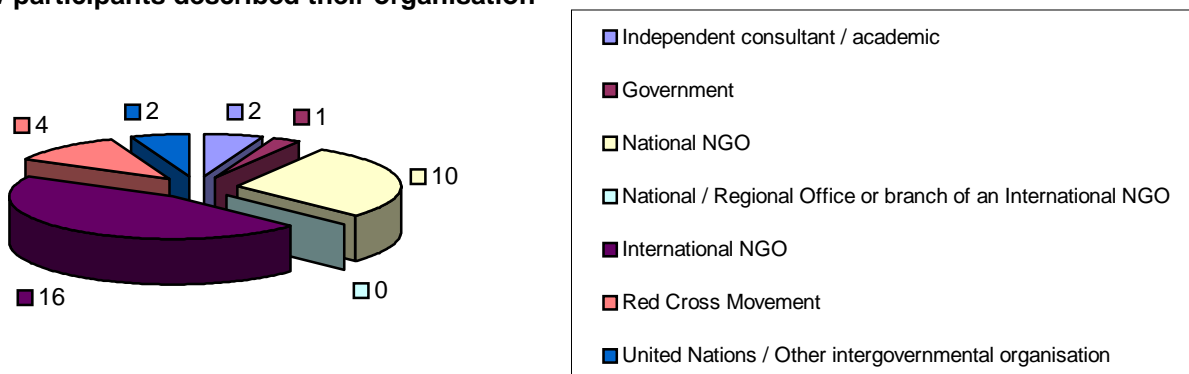 participants described their organisation
2
2
1
4
10
0
16
Independent consultant / academic
Government
National NGO
National / Regional Office or branch of an International NGO
International NGO
Red Cross Movement
United Nations / Other intergovernmental organisation